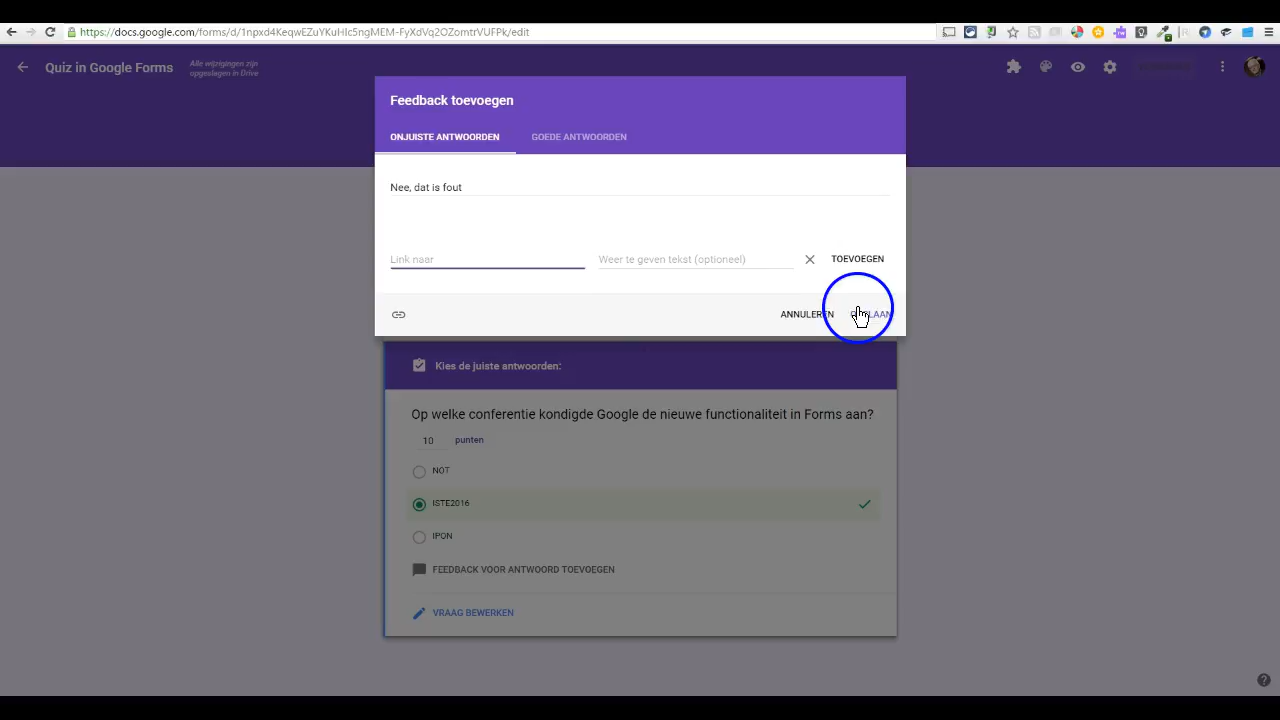 https://docs.google.com/forms/d/1npxd4KeqwEZuYKuHIc5ngMEM-FyXdVq2OZomtrVUFPk/edit
Quiz in Google Forms
Alle wijzigingen zijn
opgeslagen in Drive
Feedback toevoegen
ONJUISTE ANTWOORDEN GOEDE ANTWOORDEN
Nee, dat is fout
Link naar Weer te geven tekst (optioneel) TOEVOEGEN
ANNULEREN
Kies de juiste antwoorden:
Op welke conferentie kondigde Google de nieuwe functionaliteit in Forms aan?
10 punten
NOT
ISTE2016
IPON
FEEDBACK VOOR ANTWOORD TOEVOEGEN
VRAAG BEWERKEN